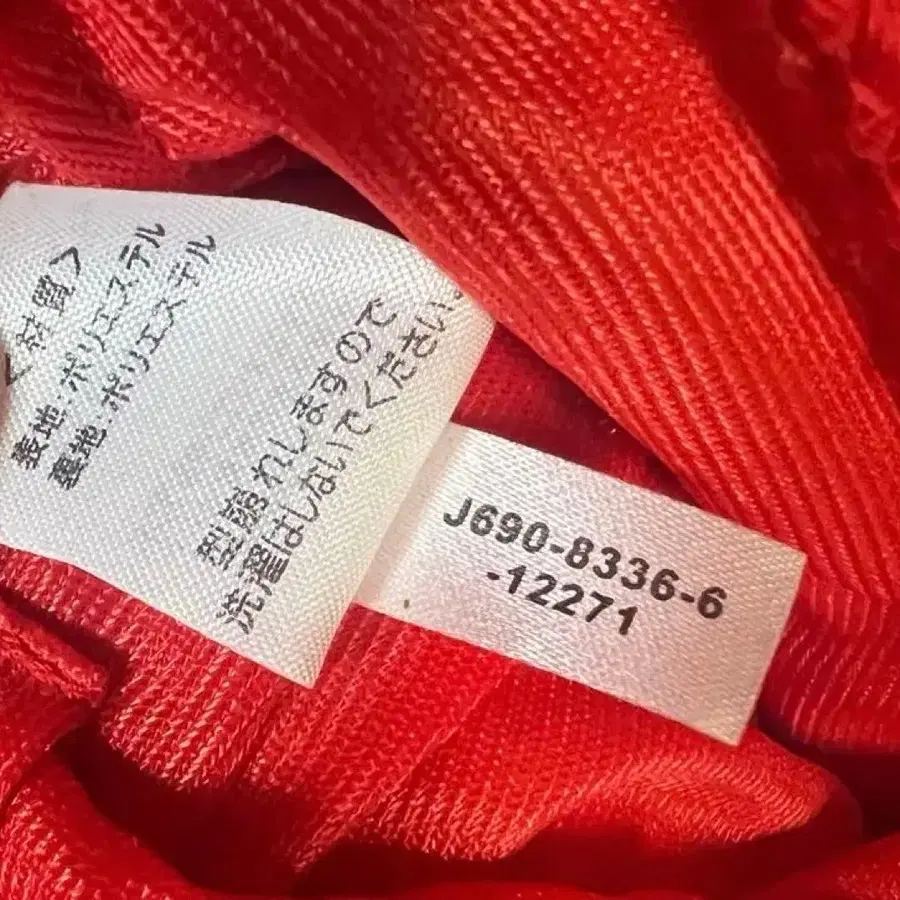 ＜材質＞
表地:ポリエステル
裏地:ポリエステル
型崩れしますので
洗濯はしないでください。
J690-8336-6
-12271